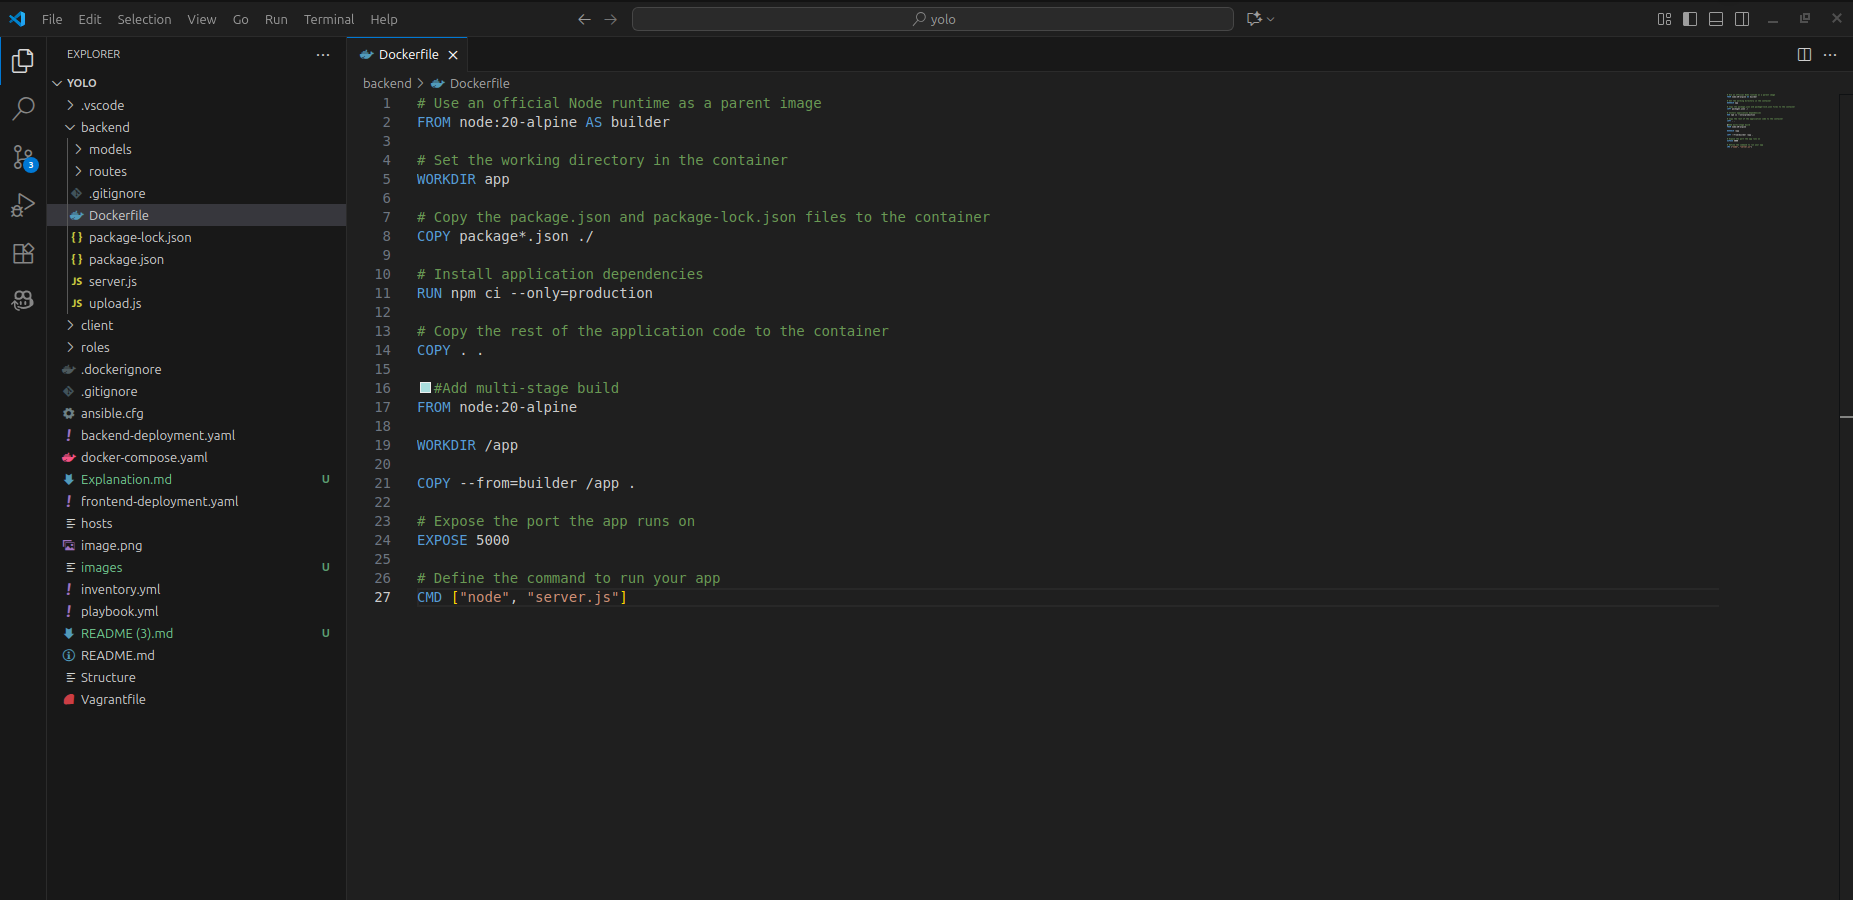 File Edit Selection View Go Run Terminal Help
yolo
EXPLORER
Dockerfile
YOLO
backend > Dockerfile
.vscode
backend
models
routes
.gitignore
Dockerfile
package-lock.json
package.json
server.js
upload.js
client
roles
.dockerignore
.gitignore
ansible.cfg
backend-deployment.yaml
docker-compose.yaml
Explanation.md U
frontend-deployment.yaml
hosts
image.png
images U
inventory.yml
playbook.yml
README (3).md U
README.md
Structure
Vagrantfile
3
1 # Use an official Node runtime as a parent image
2 FROM node:20-alpine AS builder
3
4 # Set the working directory in the container
5 WORKDIR app
6
7 # Copy the package.json and package-lock.json files to the container
8 COPY package*.json ./
9
10 # Install application dependencies
11 RUN npm ci --only=production
12
13 # Copy the rest of the application code to the container
14 COPY . .
15
16 #Add multi-stage build
17 FROM node:20-alpine
18
19 WORKDIR /app
20
21 COPY --from=builder /app .
22
23 # Expose the port the app runs on
24 EXPOSE 5000
25
26 # Define the command to run your app
27 CMD ["node", "server.js"]